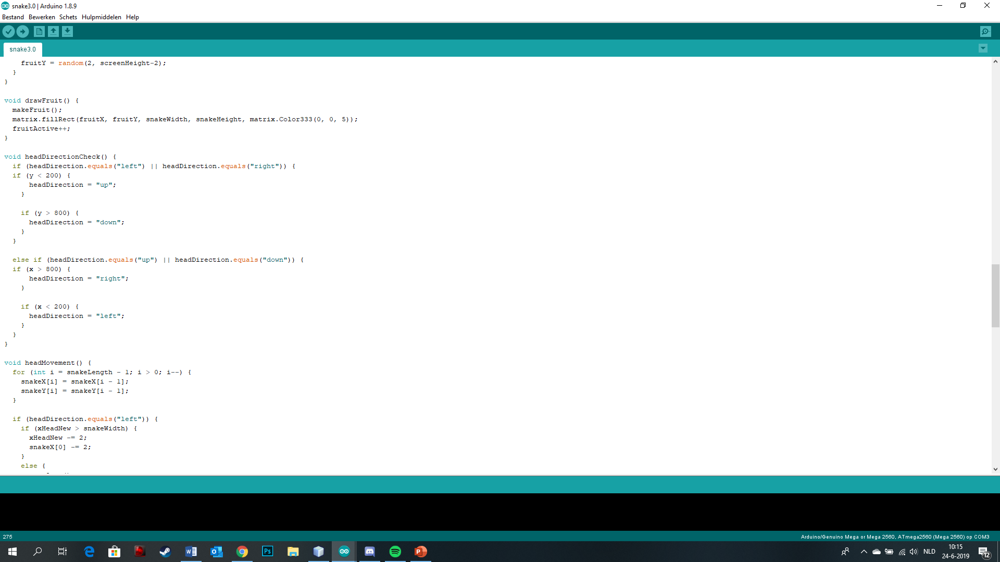 snake3.0 | Arduino 1.8.9
Bestand Bewerken Schets Hulpmiddelen Help
snake3.0
    fruitY = random(2, screenHeight-2);
  }
}

void drawFruit() {
  makeFruit();
  matrix.fillRect(fruitX, fruitY, snakeWidth, snakeHeight, matrix.Color333(0, 0, 5));
  fruitActive++;
}

void headDirectionCheck() {
  if (headDirection.equals("left") || headDirection.equals("right")) {
  if (y < 200) {
      headDirection = "up";
    }

    if (y > 800) {
      headDirection = "down";
    }
  }

  else if (headDirection.equals("up") || headDirection.equals("down")) {
  if (x > 800) {
      headDirection = "right";
    }

    if (x < 200) {
      headDirection = "left";
    }
  }
}

void headMovement() {
  for (int i = snakeLength - 1; i > 0; i--) {
    snakeX[i] = snakeX[i - 1];
    snakeY[i] = snakeY[i - 1];
  }

  if (headDirection.equals("left")) {
    if (xHeadNew > snakeWidth) {
      xHeadNew -= 2;
      snakeX[0] -= 2;
    }
    else {
275
Arduino/Genuino Mega or Mega 2560, ATmega2560 (Mega 2560) op COM3
W
O
Ps
P
NLD
10:15
24-6-2019
12